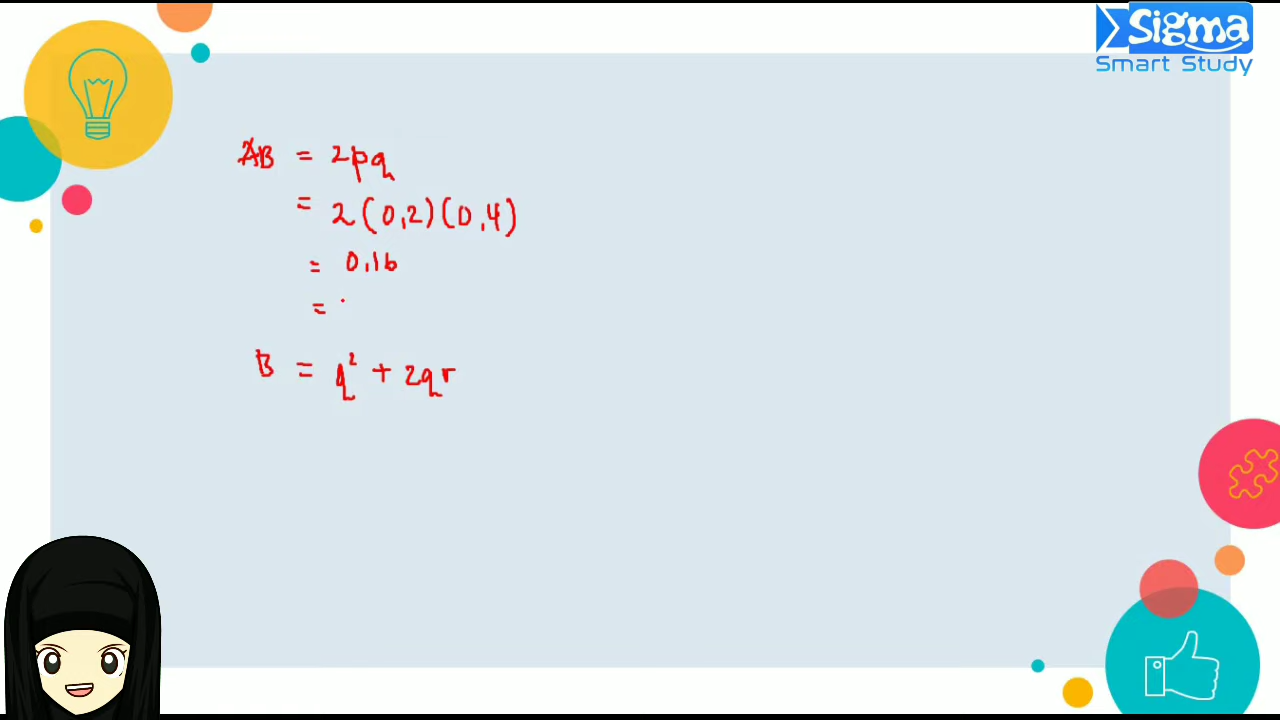 Sigma
Smart Study
AB = 2pq
= 2(0,2)(0,4)
= 0,16
=
B = q² + 2qr